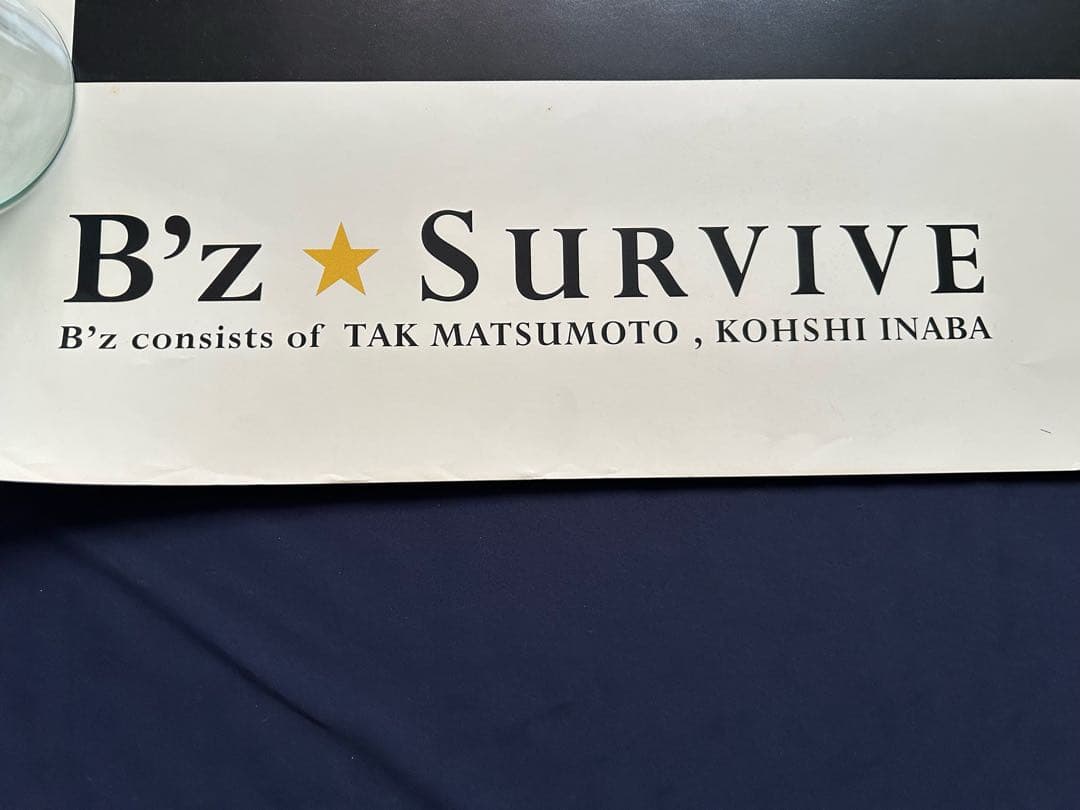 B’z ★ SURVIVE
B’z consists of TAK MATSUMOTO , KOHSHI INABA